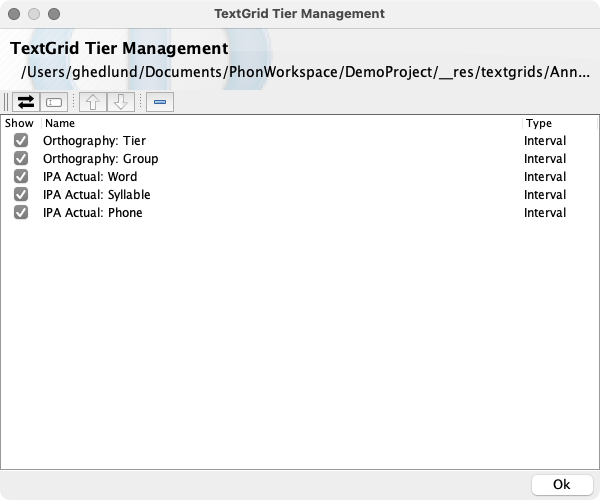 TextGrid Tier Management
TextGrid Tier Management
/Users/ghedlund/Documents/PhonWorkspace/DemoProject/__res/textgrids/Ann...
Show Name Type
Orthography: Tier Interval
Orthography: Group Interval
IPA Actual: Word Interval
IPA Actual: Syllable Interval
IPA Actual: Phone Interval
Ok